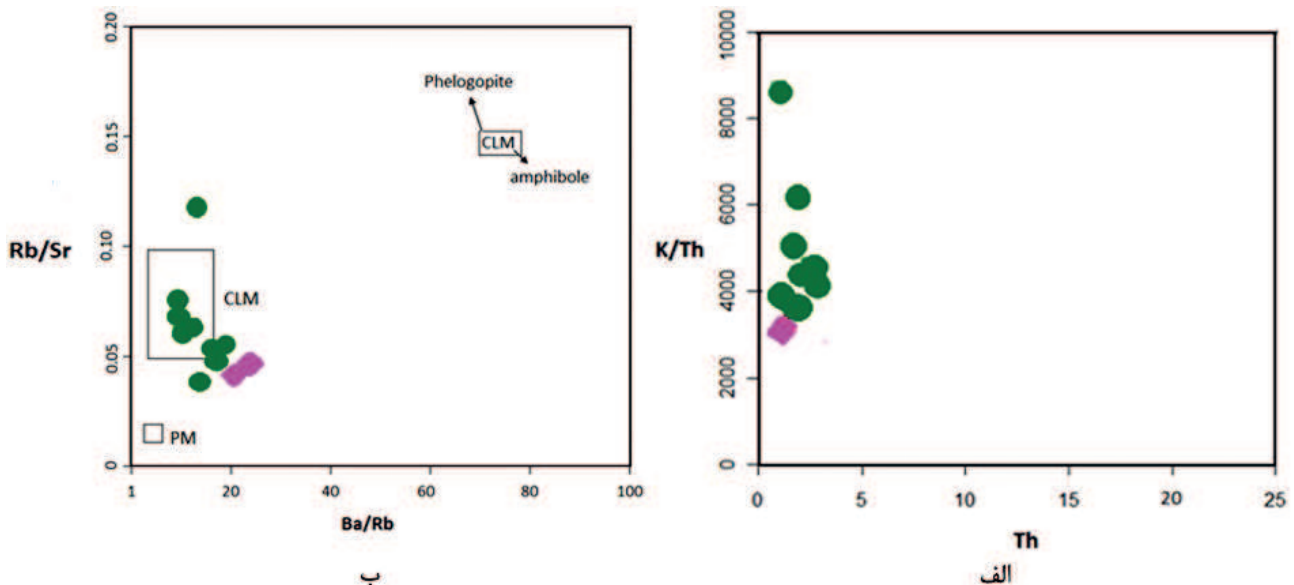 0.20
0.15
0.10
0.05
0
Rb/Sr
Phelogopite
CLM
amphibole
CLM
PM
1 20 40 60 80 100
Ba/Rb
ب
10000
8000
6000
4000
2000
0
K/Th
0 5 10 15 20 25
Th
الف